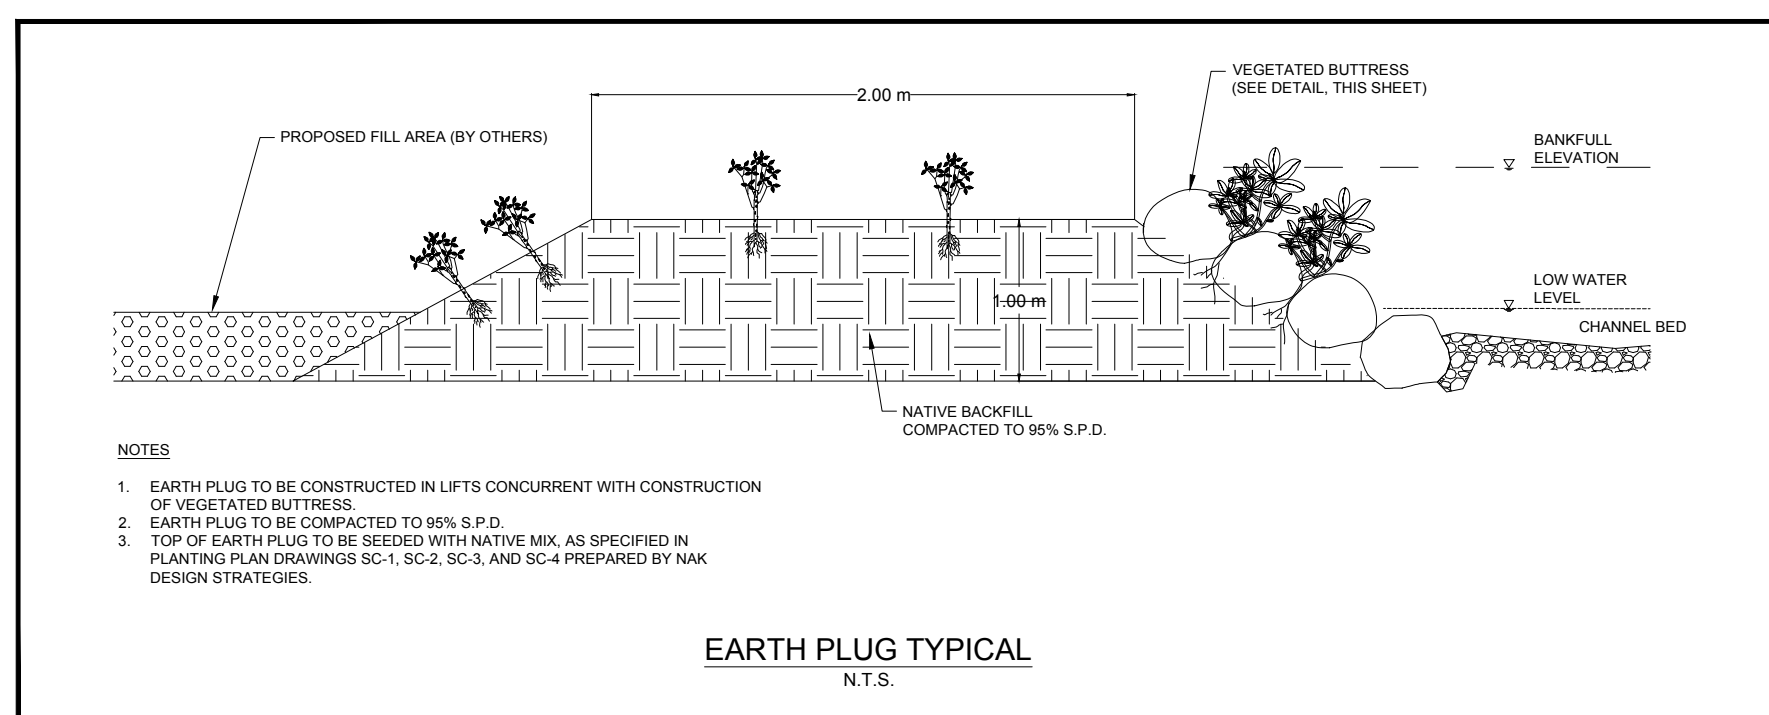 VEGETATED BUTTRESS
(SEE DETAIL, THIS SHEET)
2.00 m
PROPOSED FILL AREA (BY OTHERS)
BANKFULL
ELEVATION
1.00 m
LOW WATER
LEVEL
CHANNEL BED
NATIVE BACKFILL
COMPACTED TO 95% S.P.D.
NOTES
1. EARTH PLUG TO BE CONSTRUCTED IN LIFTS CONCURRENT WITH CONSTRUCTION
OF VEGETATED BUTTRESS.
2. EARTH PLUG TO BE COMPACTED TO 95% S.P.D.
3. TOP OF EARTH PLUG TO BE SEEDED WITH NATIVE MIX, AS SPECIFIED IN
PLANTING PLAN DRAWINGS SC-1, SC-2, SC-3, AND SC-4 PREPARED BY NAK
DESIGN STRATEGIES.
EARTH PLUG TYPICAL
N.T.S.